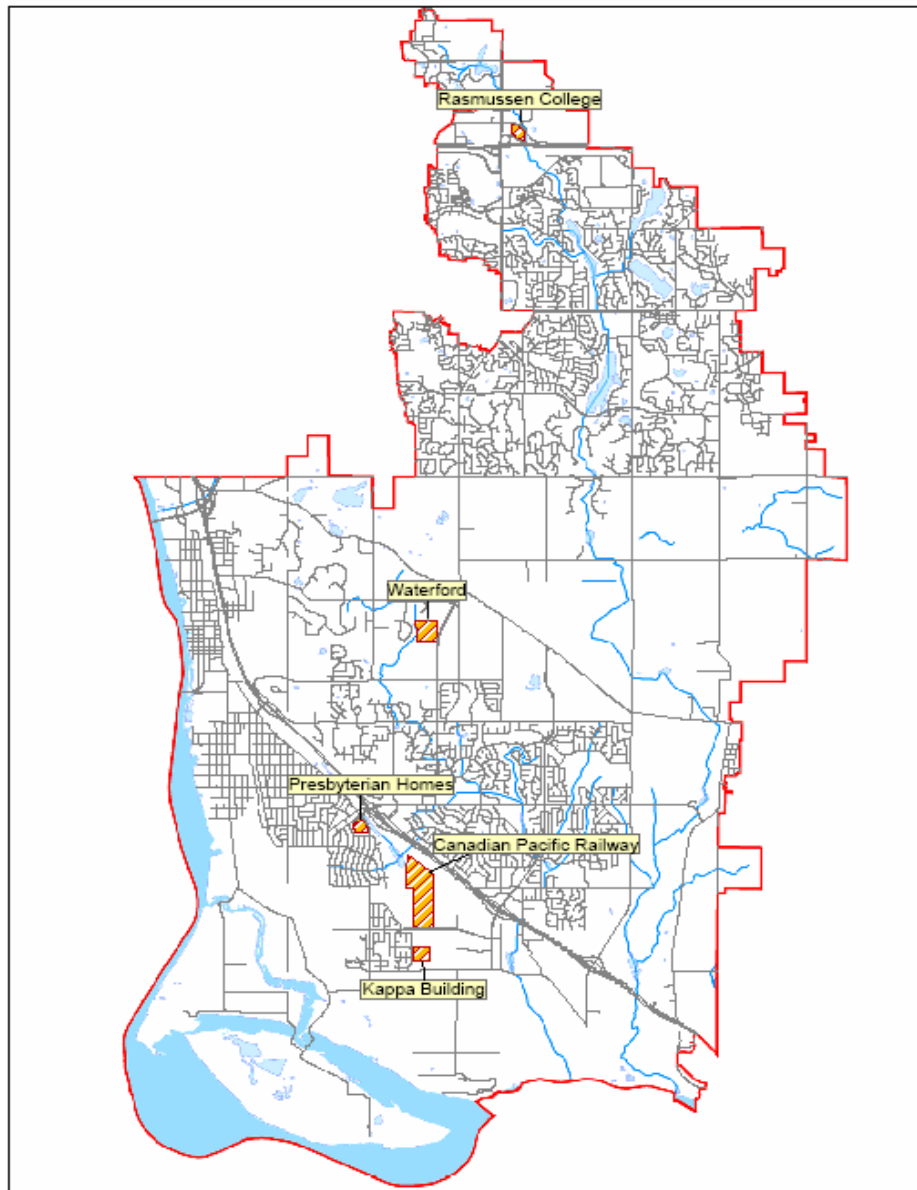 Rasmussen College
Waterford
Presbyterian Homes
Canadian Pacific Railway
Kappa Building